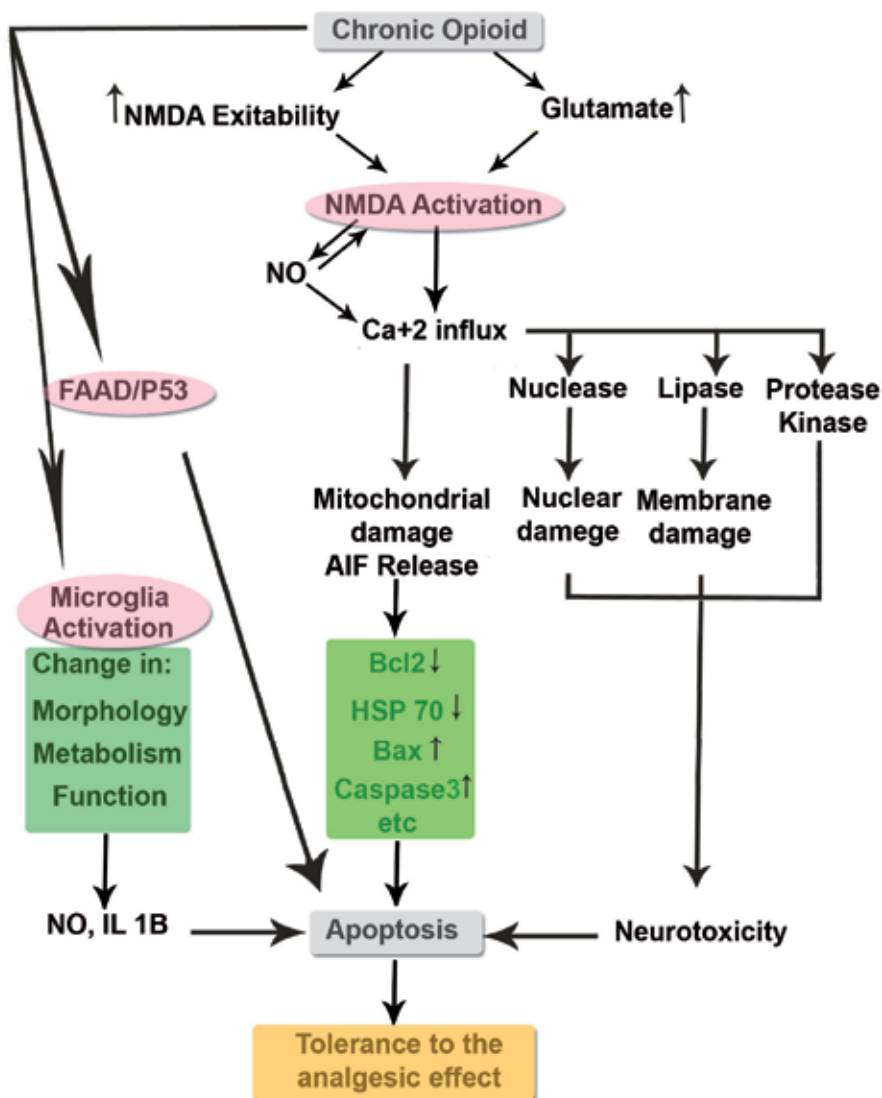 Chronic Opioid
↑NMDA Exitability
Glutamate↑
NMDA Activation
NO
Ca+2 influx
FAAD/P53
Nuclease
Lipase
Protease
Kinase
Mitochondrial
damage
AIF Release
Nuclear
damege
Membrane
damage
Microglia
Activation
Change in:
Morphology
Metabolism
Function
Bcl2↓
HSP 70↓
Bax↑
Caspase3↑
etc
NO, IL 1B
Apoptosis
Neurotoxicity
Tolerance to the
analgesic effect